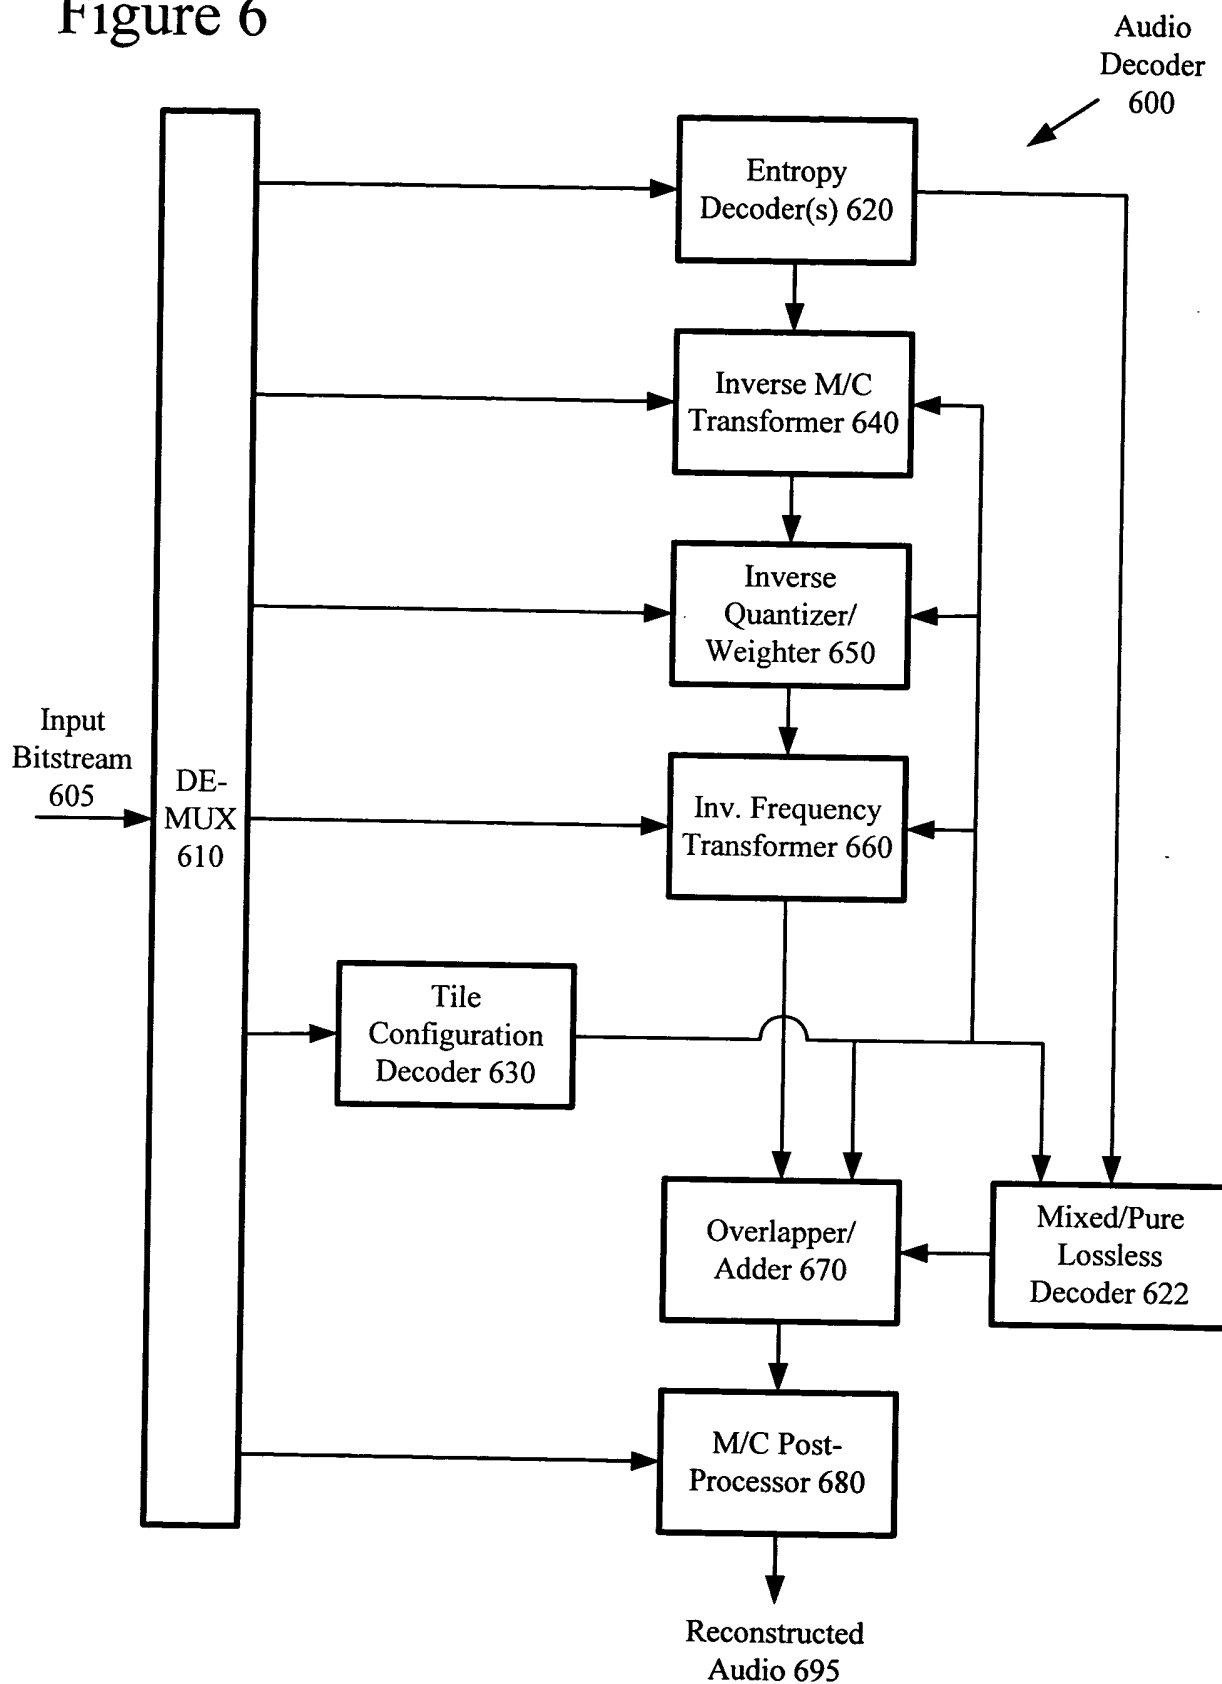 Figure 6
Audio
Decoder
600
Entropy
Decoder(s) 620
Inverse M/C
Transformer 640
Inverse
Quantizer/
Weighter 650
Input
Bitstream
605
DE-
MUX
610
Inv. Frequency
Transformer 660
Tile
Configuration
Decoder 630
Overlapper/
Adder 670
Mixed/Pure
Lossless
Decoder 622
M/C Post-
Processor 680
Reconstructed
Audio 695